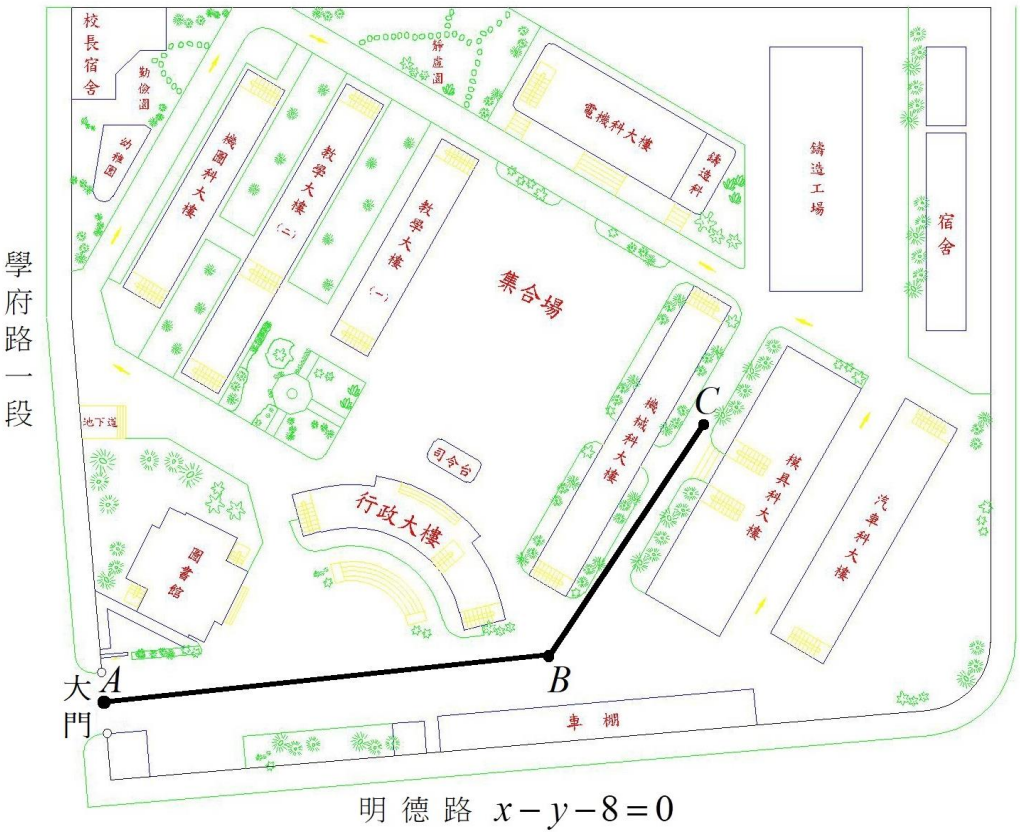 校長宿舍
勤儉園
幼稚園
靜慮園
機圖科大樓
教學大樓
(二)
教學大樓
(一)
電機科大樓
鑄造科
鑄造工場
宿舍
集合場
學府路一段
地下道
司令台
機械科大樓
C
模具科大樓
汽車科大樓
行政大樓
圖書館
A
大門
B
車棚
明德路 x−y−8=0